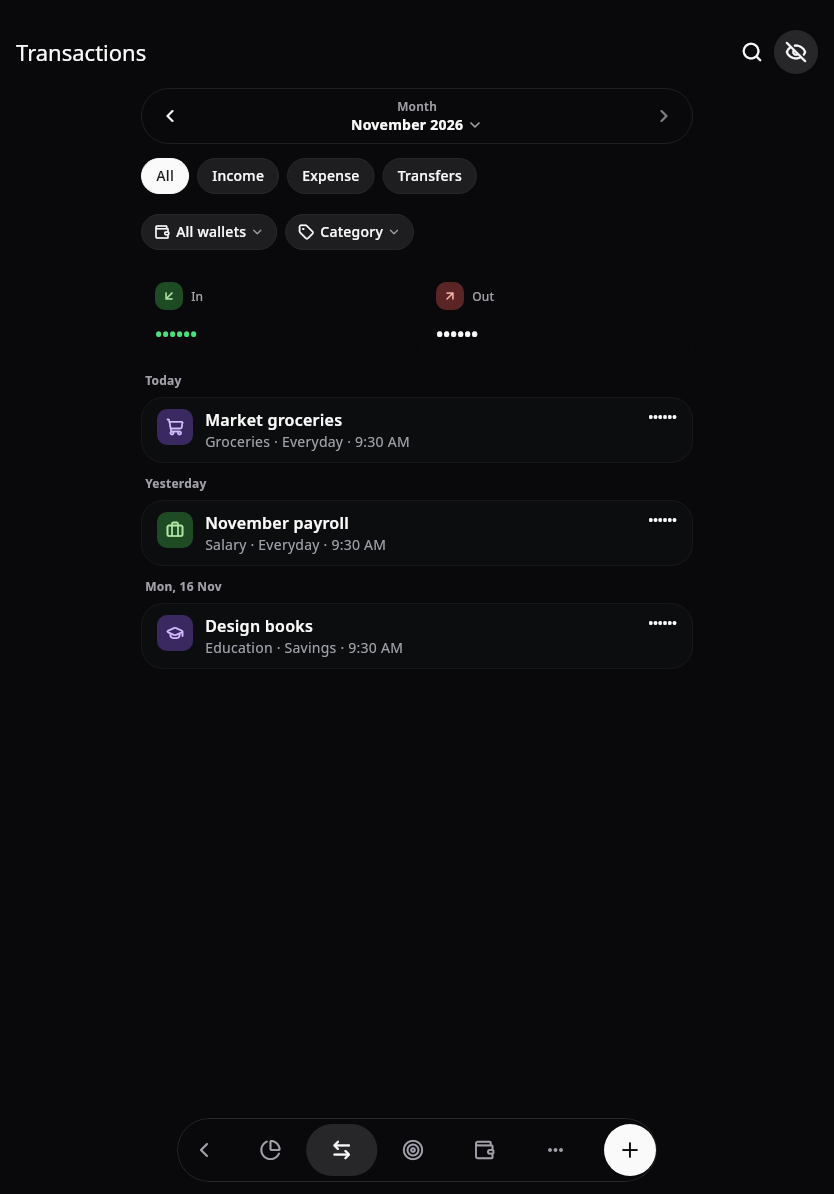 Transactions
Month
November 2026
All
Income
Expense
Transfers
All wallets
Category
In
Out
••••••
••••••
Today
Market groceries
••••••
Groceries · Everyday · 9:30 AM
Yesterday
November payroll
••••••
Salary · Everyday · 9:30 AM
Mon, 16 Nov
Design books
••••••
Education · Savings · 9:30 AM